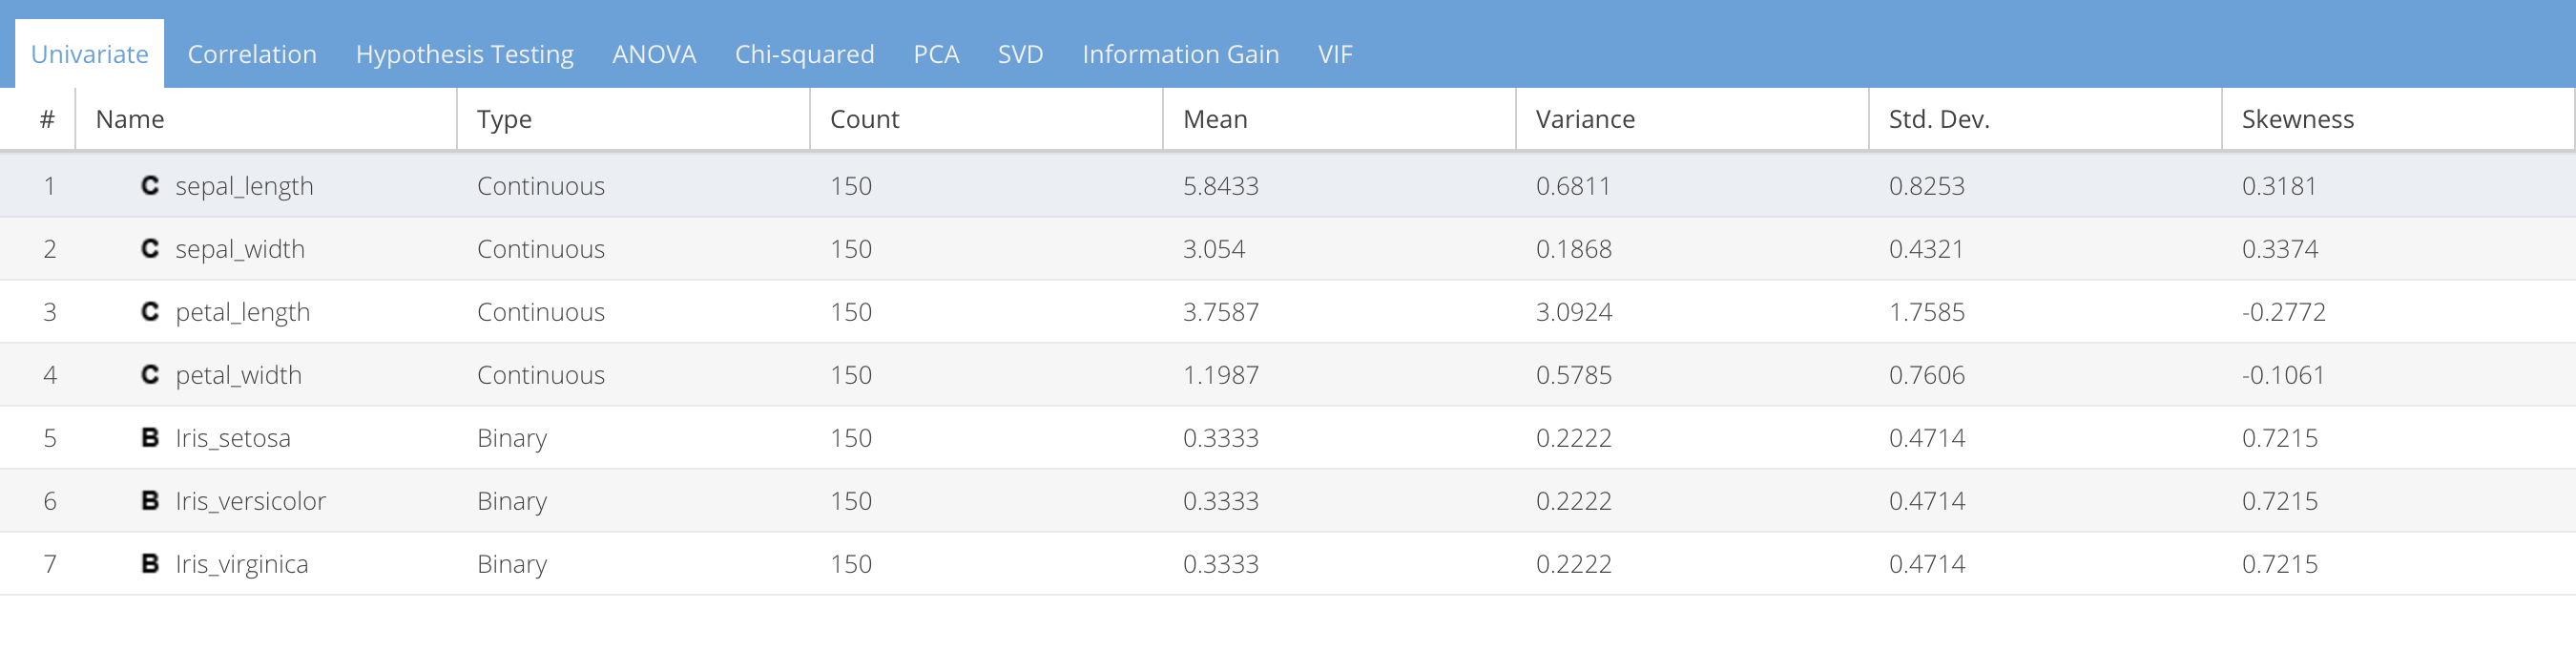 Univariate Correlation Hypothesis Testing ANOVA Chi-squared PCA SVD Information Gain VIF
# Name Type Count Mean Variance Std. Dev. Skewness
1 C sepal_length Continuous 150 5.8433 0.6811 0.8253 0.3181
2 C sepal_width Continuous 150 3.054 0.1868 0.4321 0.3374
3 C petal_length Continuous 150 3.7587 3.0924 1.7585 -0.2772
4 C petal_width Continuous 150 1.1987 0.5785 0.7606 -0.1061
5 B Iris_setosa Binary 150 0.3333 0.2222 0.4714 0.7215
6 B Iris_versicolor Binary 150 0.3333 0.2222 0.4714 0.7215
7 B Iris_virginica Binary 150 0.3333 0.2222 0.4714 0.7215